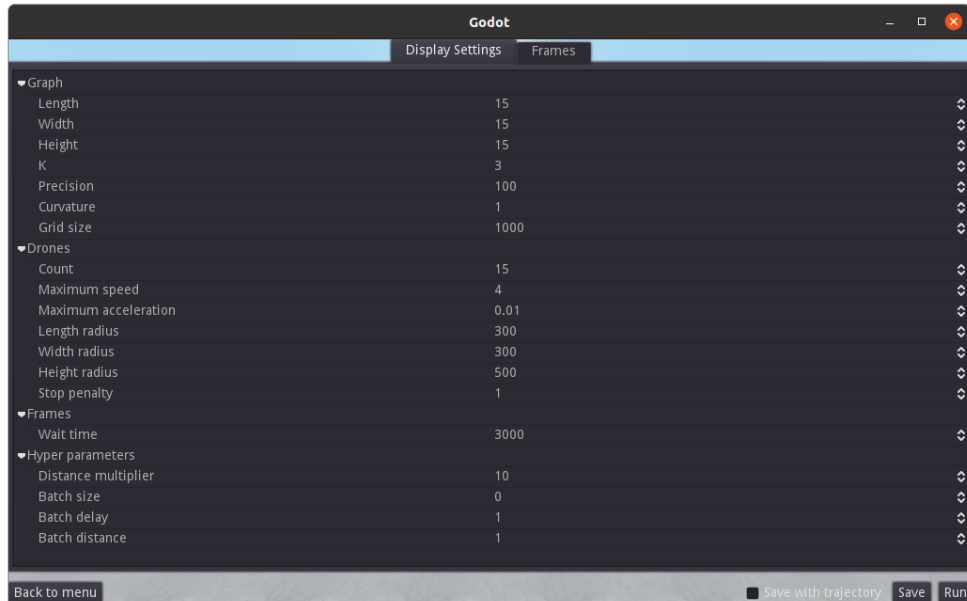 Godot
Display Settings Frames
Graph
Length 15
Width 15
Height 15
K 3
Precision 100
Curvature 1
Grid size 1000
Drones
Count 15
Maximum speed 4
Maximum acceleration 0.01
Length radius 300
Width radius 300
Height radius 500
Stop penalty 1
Frames
Wait time 3000
Hyper parameters
Distance multiplier 10
Batch size 0
Batch delay 1
Batch distance 1
Back to menu Save with trajectory Save Run